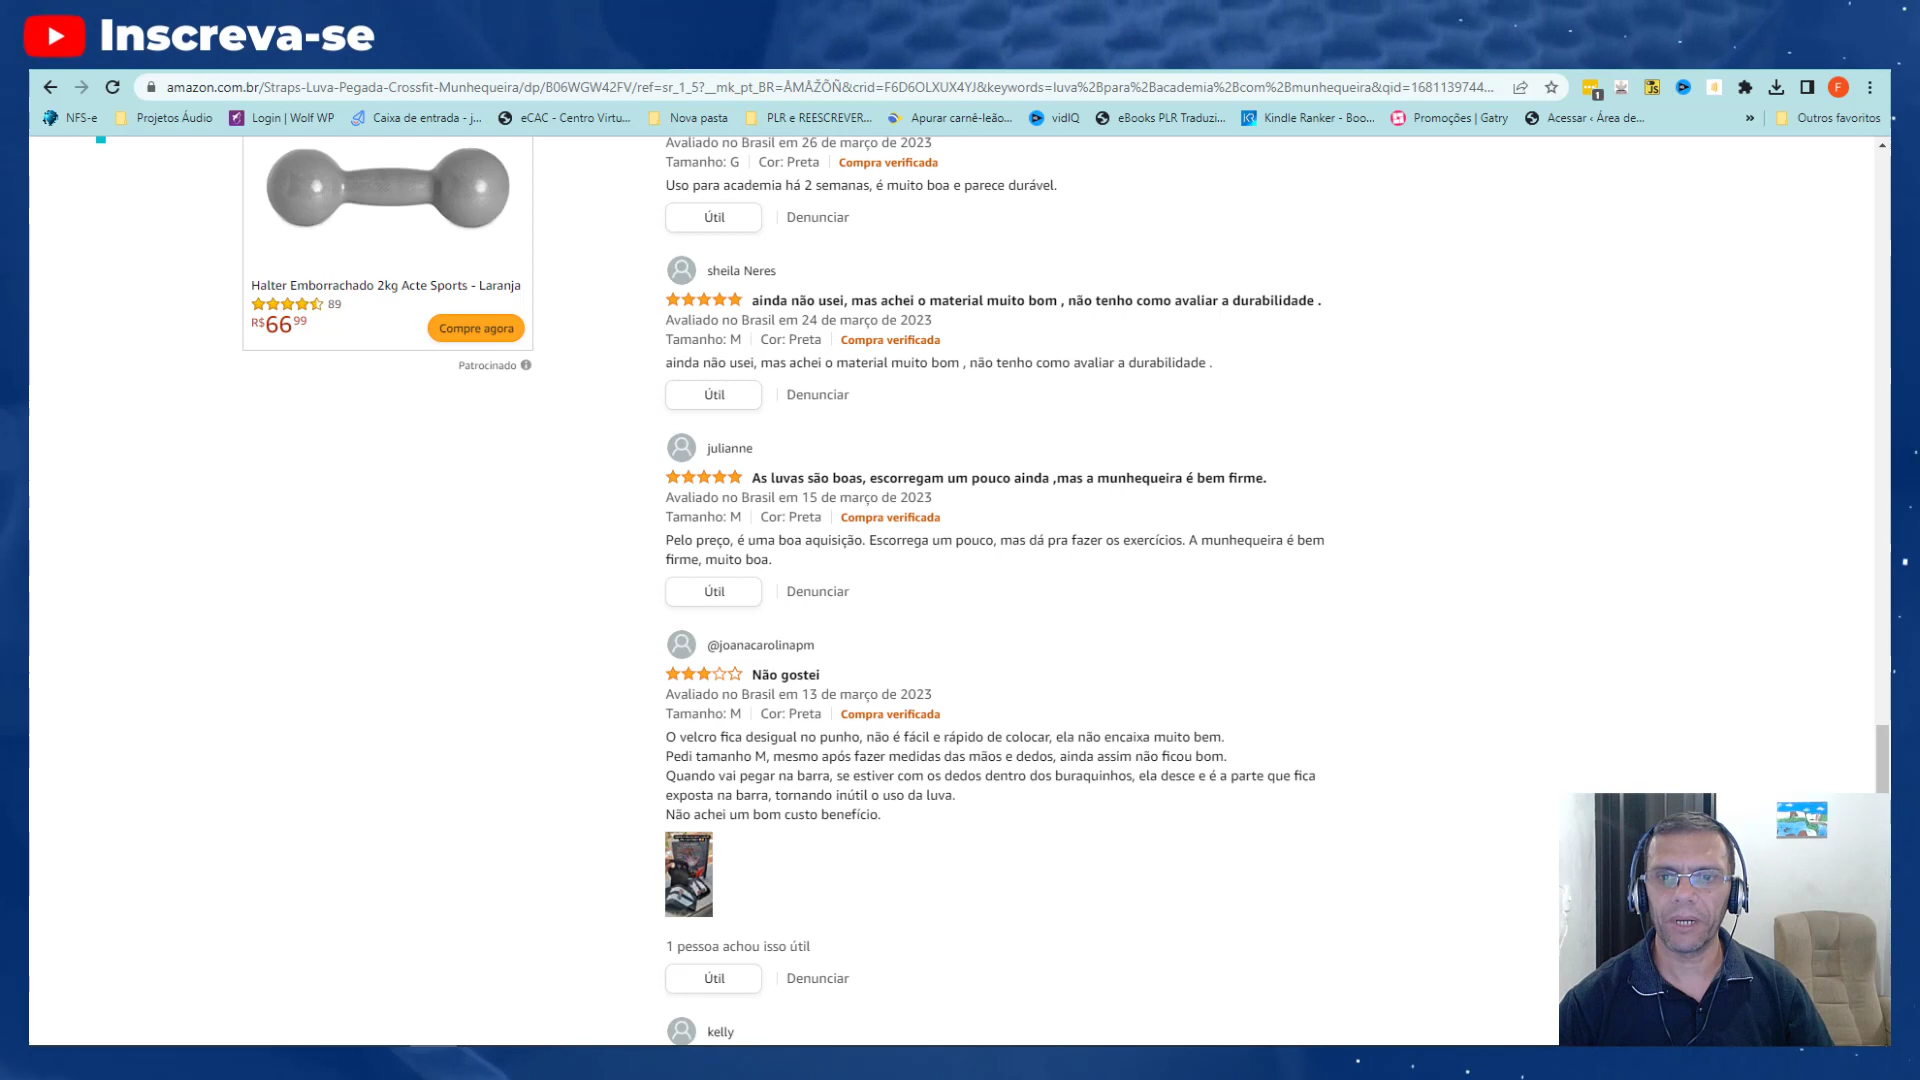 Inscreva-se
amazon.com.br/Straps-Luva-Pegada-Crossfit-Munhequeira/dp/B06WGW42FV/ref=sr_1_5?__mk_pt_BR=ÅMÅŽÕÑ&crid=F6D6OLXUX4YJ&keywords=luva%2Bpara%2Bacademia%2Bcom%2Bmunhequeira&qid=1681139744...
1
F
NFS-e
Projetos Áudio
Login | Wolf WP
Caixa de entrada - j...
eCAC - Centro Virtu...
Nova pasta
PLR e REESCREVER...
Apurar carnê-leão...
vidIQ
eBooks PLR Traduzi...
Kindle Ranker - Boo...
Promoções | Gatry
Acessar ‹ Área de...
»
Outros favoritos
Halter Emborrachado 2kg Acte Sports - Laranja
89
R$66 99
Compre agora
Patrocinado
Avaliado no Brasil em 26 de março de 2023
Tamanho: G | Cor: Preta | Compra verificada
Uso para academia há 2 semanas, é muito boa e parece durável.
Útil | Denunciar
sheila Neres
ainda não usei, mas achei o material muito bom , não tenho como avaliar a durabilidade .
Avaliado no Brasil em 24 de março de 2023
Tamanho: M | Cor: Preta | Compra verificada
ainda não usei, mas achei o material muito bom , não tenho como avaliar a durabilidade .
Útil | Denunciar
julianne
As luvas são boas, escorregam um pouco ainda ,mas a munhequeira é bem firme.
Avaliado no Brasil em 15 de março de 2023
Tamanho: M | Cor: Preta | Compra verificada
Pelo preço, é uma boa aquisição. Escorrega um pouco, mas dá pra fazer os exercícios. A munhequeira é bem
firme, muito boa.
Útil | Denunciar
@joanacarolinapm
Não gostei
Avaliado no Brasil em 13 de março de 2023
Tamanho: M | Cor: Preta | Compra verificada
O velcro fica desigual no punho, não é fácil e rápido de colocar, ela não encaixa muito bem.
Pedi tamanho M, mesmo após fazer medidas das mãos e dedos, ainda assim não ficou bom.
Quando vai pegar na barra, se estiver com os dedos dentro dos buraquinhos, ela desce e é a parte que fica
exposta na barra, tornando inútil o uso da luva.
Não achei um bom custo benefício.
1 pessoa achou isso útil
Útil | Denunciar
kelly